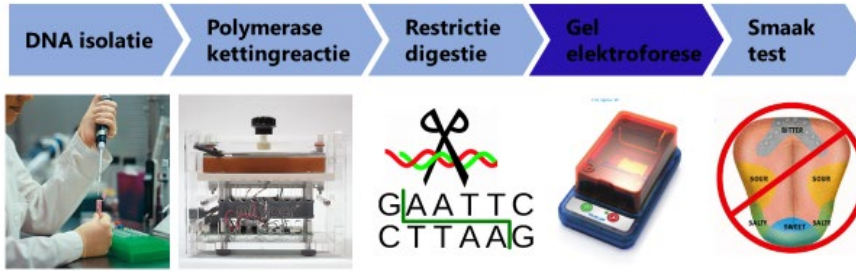 DNA isolatie
Polymerase
kettingreactie
Restrictie
digestie
Gel
elektroforese
Smaak
test
GAATTC
CTTAAG
BITTER
SOUR
SOUR
SALTY
SALTY
SWEET